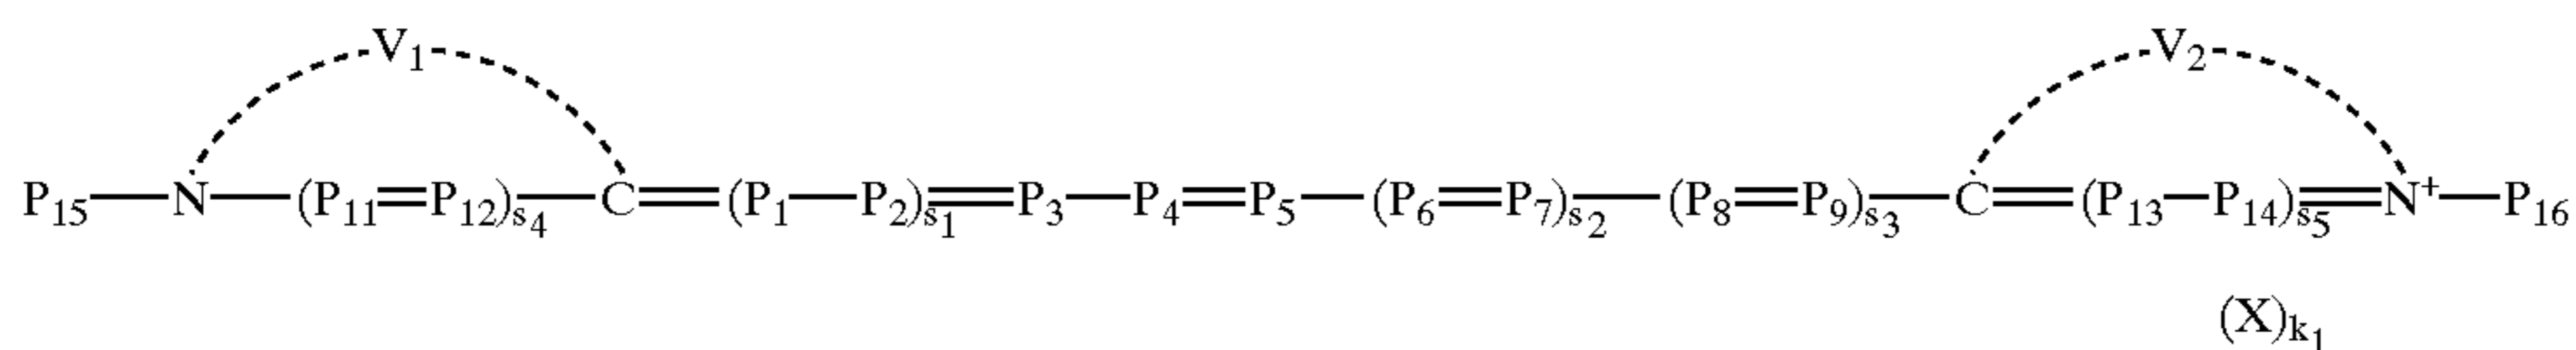 V₁ V₂
P₁₅—N—(P₁₁=P₁₂)s₄—C=(P₁—P₂)s₁=P₃—P₄=P₅—(P₆=P₇)s₂—(P₈=P₉)s₃—C=(P₁₃—P₁₄)s₅=N⁺—P₁₆
(X)k₁